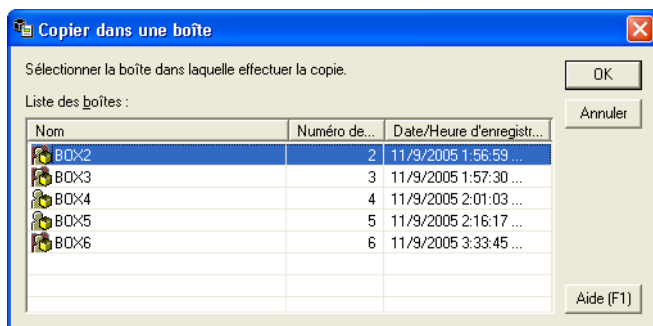 Copier dans une boîte
Sélectionner la boîte dans laquelle effectuer la copie.
OK
Liste des boîtes :
Annuler
Nom Numéro de... Date/Heure d'enregistr...
BOX2 2 11/9/2005 1:56:59 ...
BOX3 3 11/9/2005 1:57:30 ...
BOX4 4 11/9/2005 2:01:03 ...
BOX5 5 11/9/2005 2:16:17 ...
BOX6 6 11/9/2005 3:33:45 ...
Aide (F1)